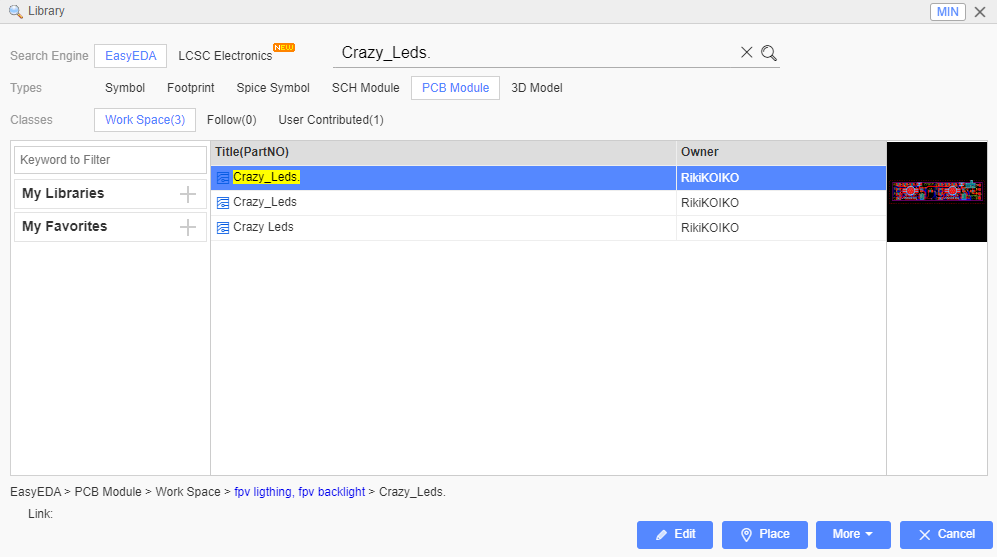 Library MIN
Search Engine EasyEDA LCSC Electronics NEW Crazy_Leds.
Types Symbol Footprint Spice Symbol SCH Module PCB Module 3D Model
Classes Work Space(3) Follow(0) User Contributed(1)
Keyword to Filter Title(PartNO) Owner
My Libraries Crazy_Leds. RikiKOIKO
Crazy_Leds RikiKOIKO
My Favorites Crazy Leds RikiKOIKO
EasyEDA > PCB Module > Work Space > fpv ligthing, fpv backlight > Crazy_Leds.
Link:
Edit Place More Cancel